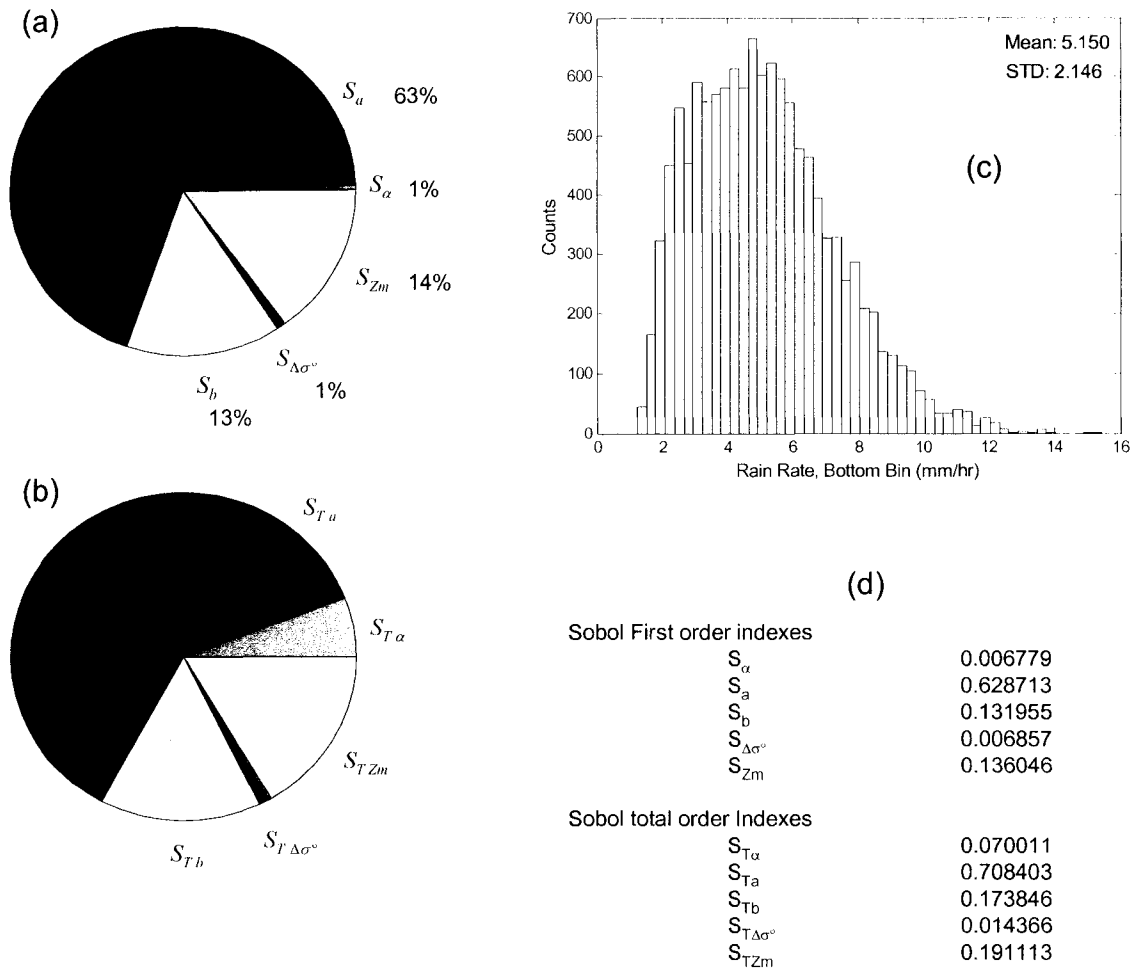 (a)
S_a 63%
S_α 1%
S_Zm 14%
S_Δσ°
1%
S_b
13%
(b)
S_T a
S_T α
S_T Zm
S_T Δσ°
S_T b
(c)
Mean: 5.150
STD: 2.146
700
600
500
400
300
200
100
0
Counts
0 2 4 6 8 10 12 14 16
Rain Rate, Bottom Bin (mm/hr)
(d)
Sobol First order indexes
S_α 0.006779
S_a 0.628713
S_b 0.131955
S_Δσ° 0.006857
S_Zm 0.136046
Sobol total order Indexes
S_Tα 0.070011
S_Ta 0.708403
S_Tb 0.173846
S_TΔσ° 0.014366
S_TZm 0.191113